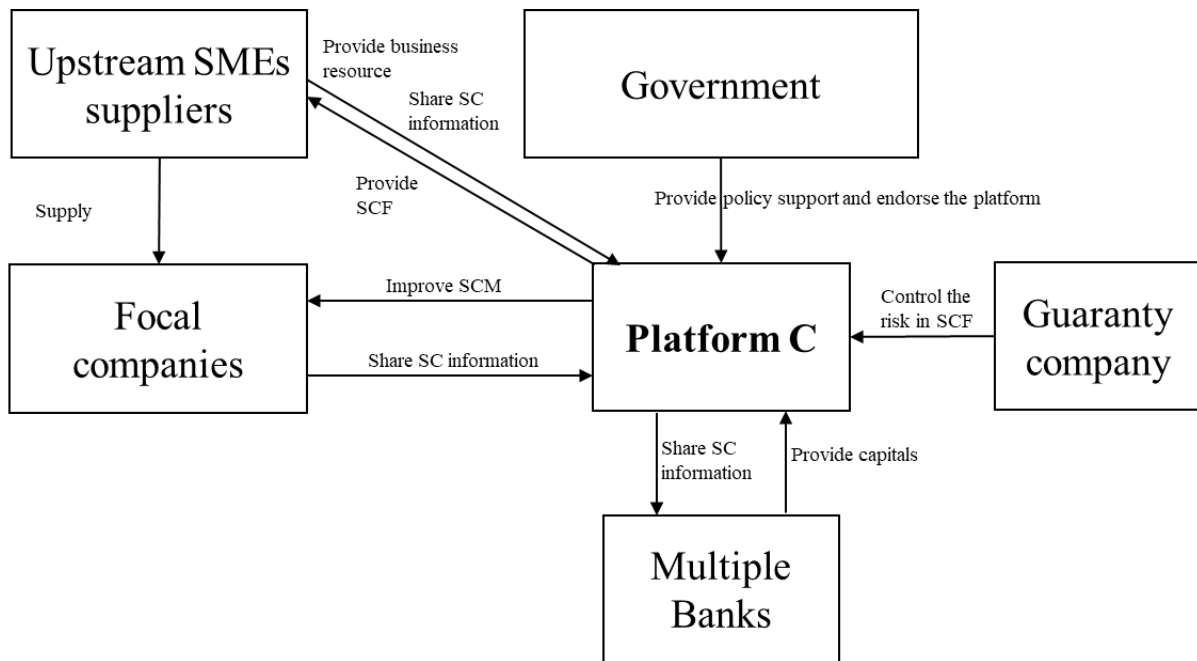 Upstream SMEs
suppliers
Provide business
resource
Share SC
information
Government
Provide
SCF
Supply
Provide policy support and endorse the platform
Focal
companies
Improve SCM
Share SC information
Platform C
Control the
risk in SCF
Guaranty
company
Share SC
information
Provide capitals
Multiple
Banks